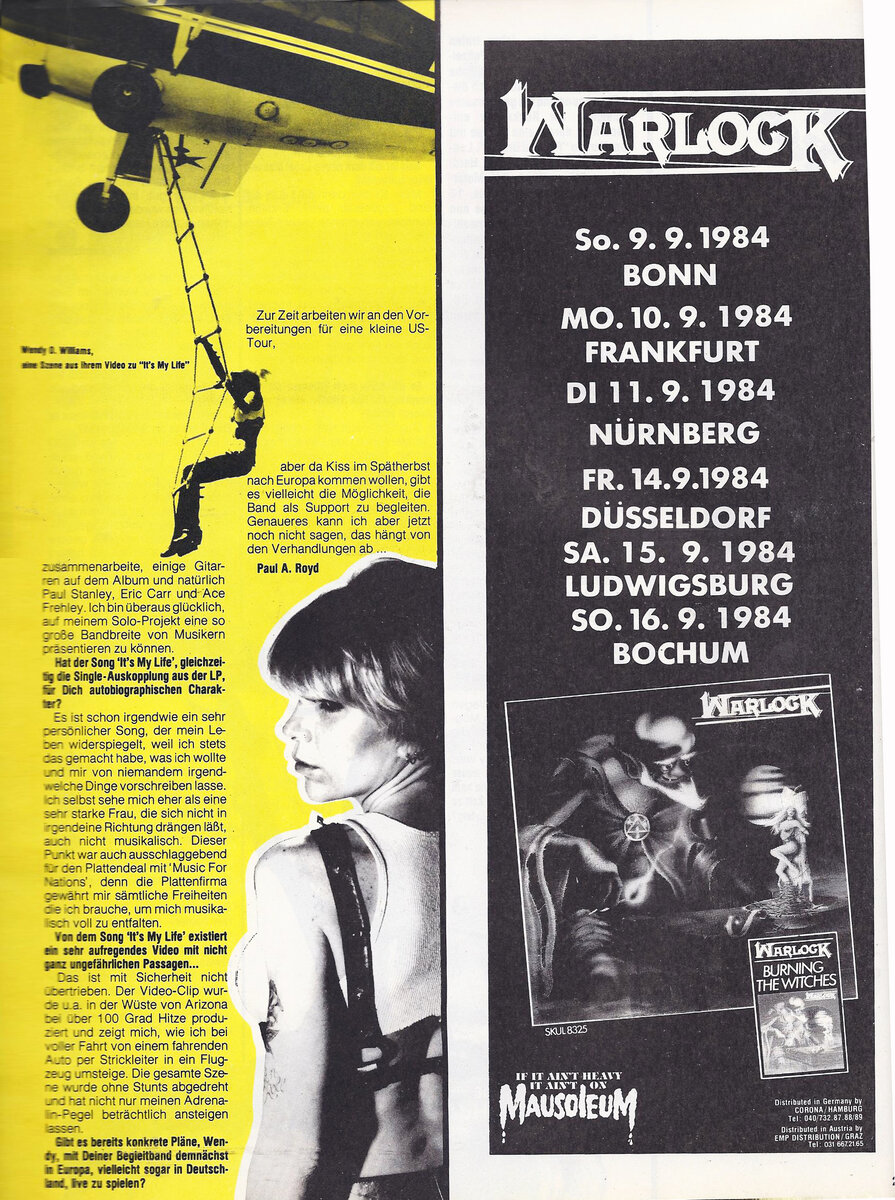 Wendy O. Williams,
eine Szene aus ihrem Video zu "It's My Life"
zusammenarbeite, einige Gitar-
ren auf dem Album und natürlich
Paul Stanley, Eric Carr und Ace
Frehley. Ich bin überaus glücklich,
auf meinem Solo-Projekt eine so
große Bandbreite von Musikern
präsentieren zu können.
Hat der Song 'It's My Life', gleichzei-
tig die Single-Auskopplung aus der LP,
für Dich autobiographischen Charak-
ter?
Es ist schon irgendwie ein sehr
persönlicher Song, der mein Le-
ben widerspiegelt, weil ich stets
das gemacht habe, was ich wollte
und mir von niemandem irgend-
welche Dinge vorschreiben lasse.
Ich selbst sehe mich eher als eine
sehr starke Frau, die sich nicht in
irgendeine Richtung drängen läßt,
auch nicht musikalisch. Dieser
Punkt war auch ausschlaggebend
für den Plattendeal mit 'Music For
Nations', denn die Plattenfirma
gewährt mir sämtliche Freiheiten
die ich brauche, um mich musika-
lisch voll zu entfalten.
Von dem Song 'It's My Life' existiert
ein sehr aufregendes Video mit nicht
ganz ungefährlichen Passagen...
Das ist mit Sicherheit nicht
übertrieben. Der Video-Clip wur-
de u.a. in der Wüste von Arizona
bei über 100 Grad Hitze produ-
ziert und zeigt mich, wie ich bei
voller Fahrt von einem fahrenden
Auto per Strickleiter in ein Flug-
zeug umsteige. Die gesamte Sze-
ne wurde ohne Stunts abgedreht
und hat nicht nur meinen Adrena-
lin-Pegel beträchtlich ansteigen
lassen.
Gibt es bereits konkrete Pläne, Wen-
dy, mit Deiner Begleitband demnächst
in Europa, vielleicht sogar in Deutsch-
land, live zu spielen?
Zur Zeit arbeiten wir an den Vor-
bereitungen für eine kleine US-
Tour,
aber da Kiss im Spätherbst
nach Europa kommen wollen, gibt
es vielleicht die Möglichkeit, die
Band als Support zu begleiten.
Genaueres kann ich aber jetzt
noch nicht sagen, das hängt von
den Verhandlungen ab ...
Paul A. Royd
WARLOCK
So. 9. 9. 1984
BONN
MO. 10. 9. 1984
FRANKFURT
DI 11. 9. 1984
NÜRNBERG
FR. 14.9.1984
DÜSSELDORF
SA. 15. 9. 1984
LUDWIGSBURG
SO. 16. 9. 1984
BOCHUM
WARLOCK
SKUL 8325
WARLOCK
BURNING
THE WITCHES
WARLOCK
IF IT AIN'T HEAVY
IT AIN'T ON
MAUSOLEUM
Distributed in Germany by
CORONA/HAMBURG
Tel: 040/732.87.88/89
Distributed in Austria by
EMP DISTRIBUTION/GRAZ
Tel: 031 667.21.65